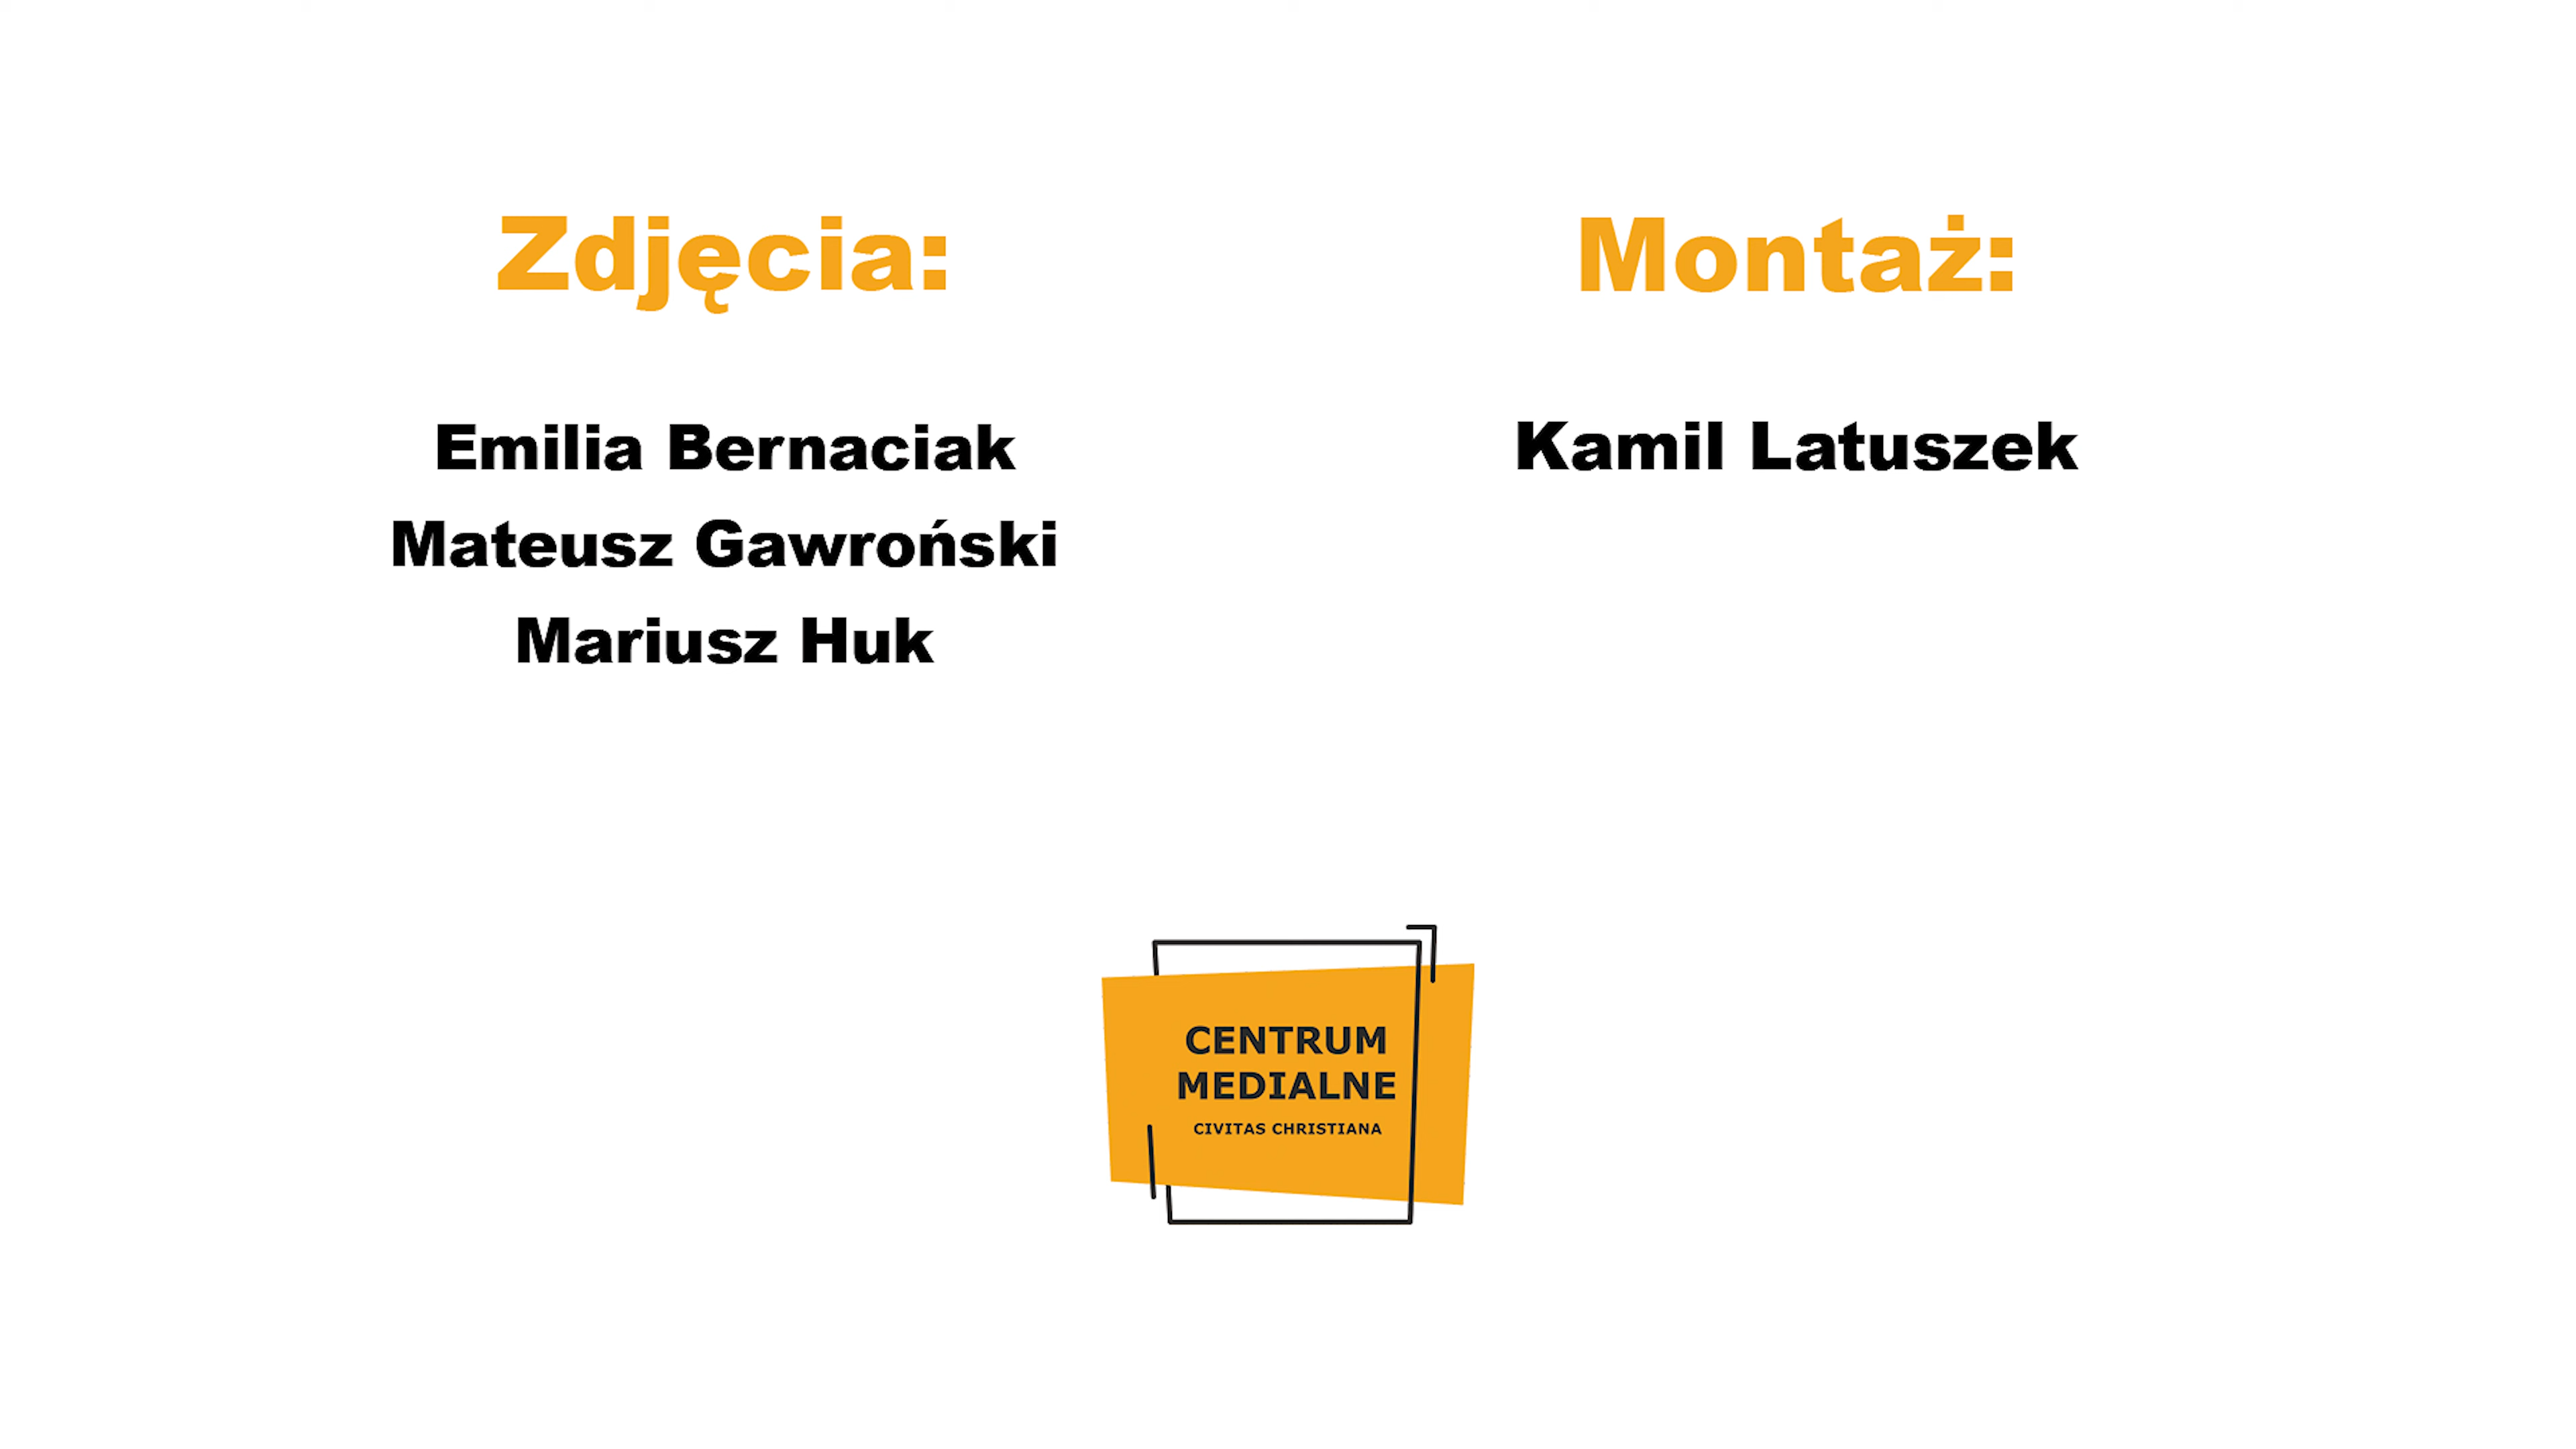 Zdjęcia:
Emilia Bernaciak
Mateusz Gawroński
Mariusz Huk
Montaż:
Kamil Latuszek
CENTRUM
MEDIALNE
CIVITAS CHRISTIANA